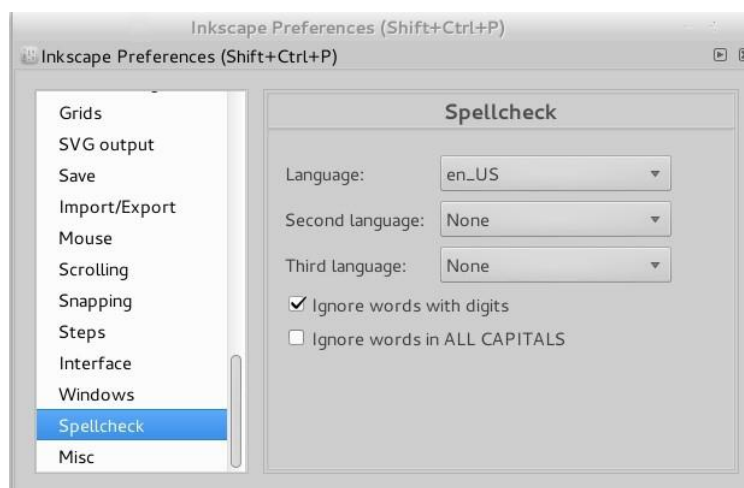 Inkscape Preferences (Shift+Ctrl+P)
Inkscape Preferences (Shift+Ctrl+P)
Grids
SVG output
Save
Import/Export
Mouse
Scrolling
Snapping
Steps
Interface
Windows
Spellcheck
Misc
Spellcheck
Language: en_US
Second language: None
Third language: None
Ignore words with digits
Ignore words in ALL CAPITALS